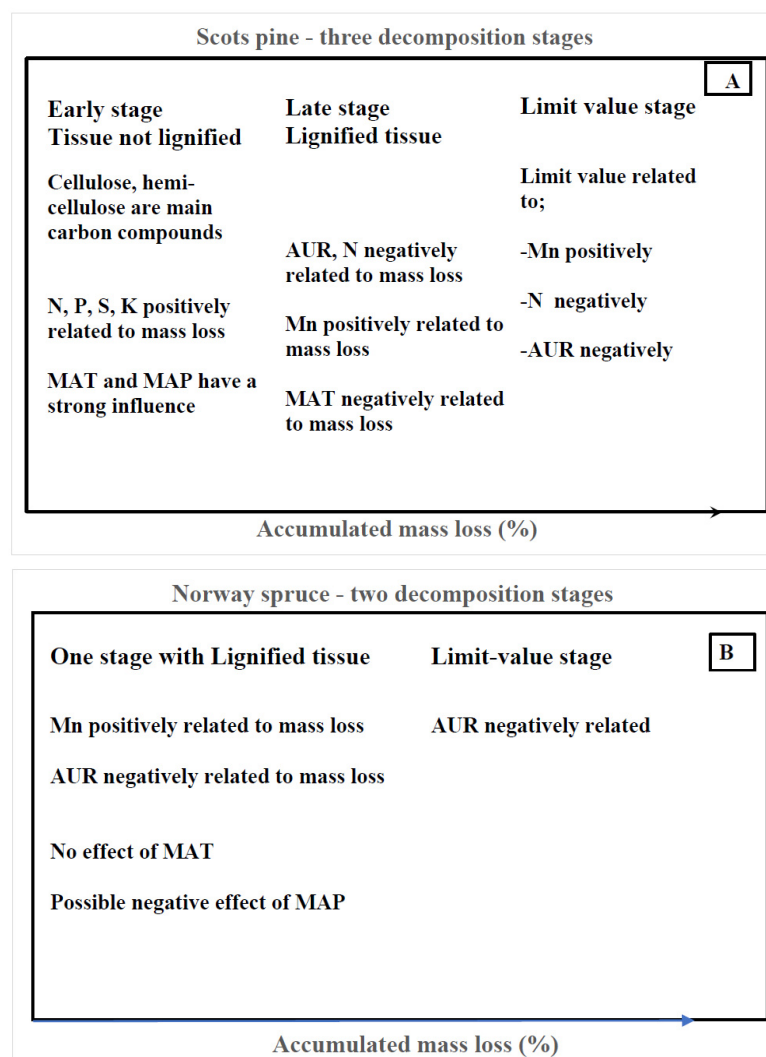 Scots pine - three decomposition stages
A
Early stage
Tissue not lignified
Cellulose, hemi-
cellulose are main
carbon compounds
N, P, S, K positively
related to mass loss
MAT and MAP have a
strong influence
Late stage
Lignified tissue
AUR, N negatively
related to mass loss
Mn positively related to
mass loss
MAT negatively related
to mass loss
Limit value stage
Limit value related
to;
-Mn positively
-N negatively
-AUR negatively
Accumulated mass loss (%)
Norway spruce - two decomposition stages
B
One stage with Lignified tissue
Mn positively related to mass loss
AUR negatively related to mass loss
No effect of MAT
Possible negative effect of MAP
Limit-value stage
AUR negatively related
Accumulated mass loss (%)